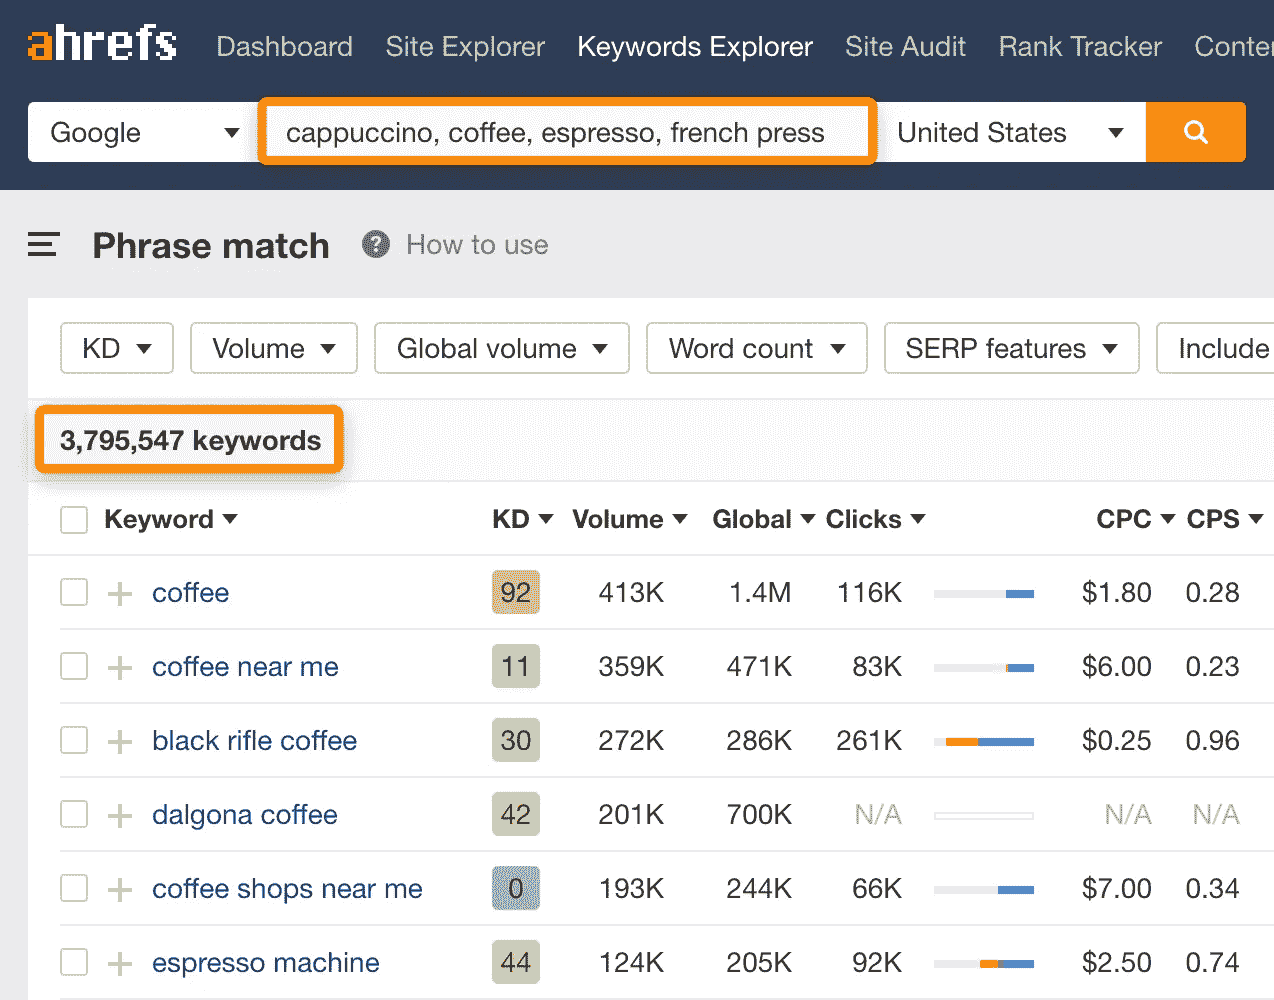 ahrefs Dashboard Site Explorer Keywords Explorer Site Audit Rank Tracker Conte
Google cappuccino, coffee, espresso, french press United States
Phrase match ? How to use
KD Volume Global volume Word count SERP features Include
3,795,547 keywords
Keyword KD Volume Global Clicks CPC CPS
coffee 92 413K 1.4M 116K $1.80 0.28
coffee near me 11 359K 471K 83K $6.00 0.23
black rifle coffee 30 272K 286K 261K $0.25 0.96
dalgona coffee 42 201K 700K N/A N/A N/A
coffee shops near me 0 193K 244K 66K $7.00 0.34
espresso machine 44 124K 205K 92K $2.50 0.74